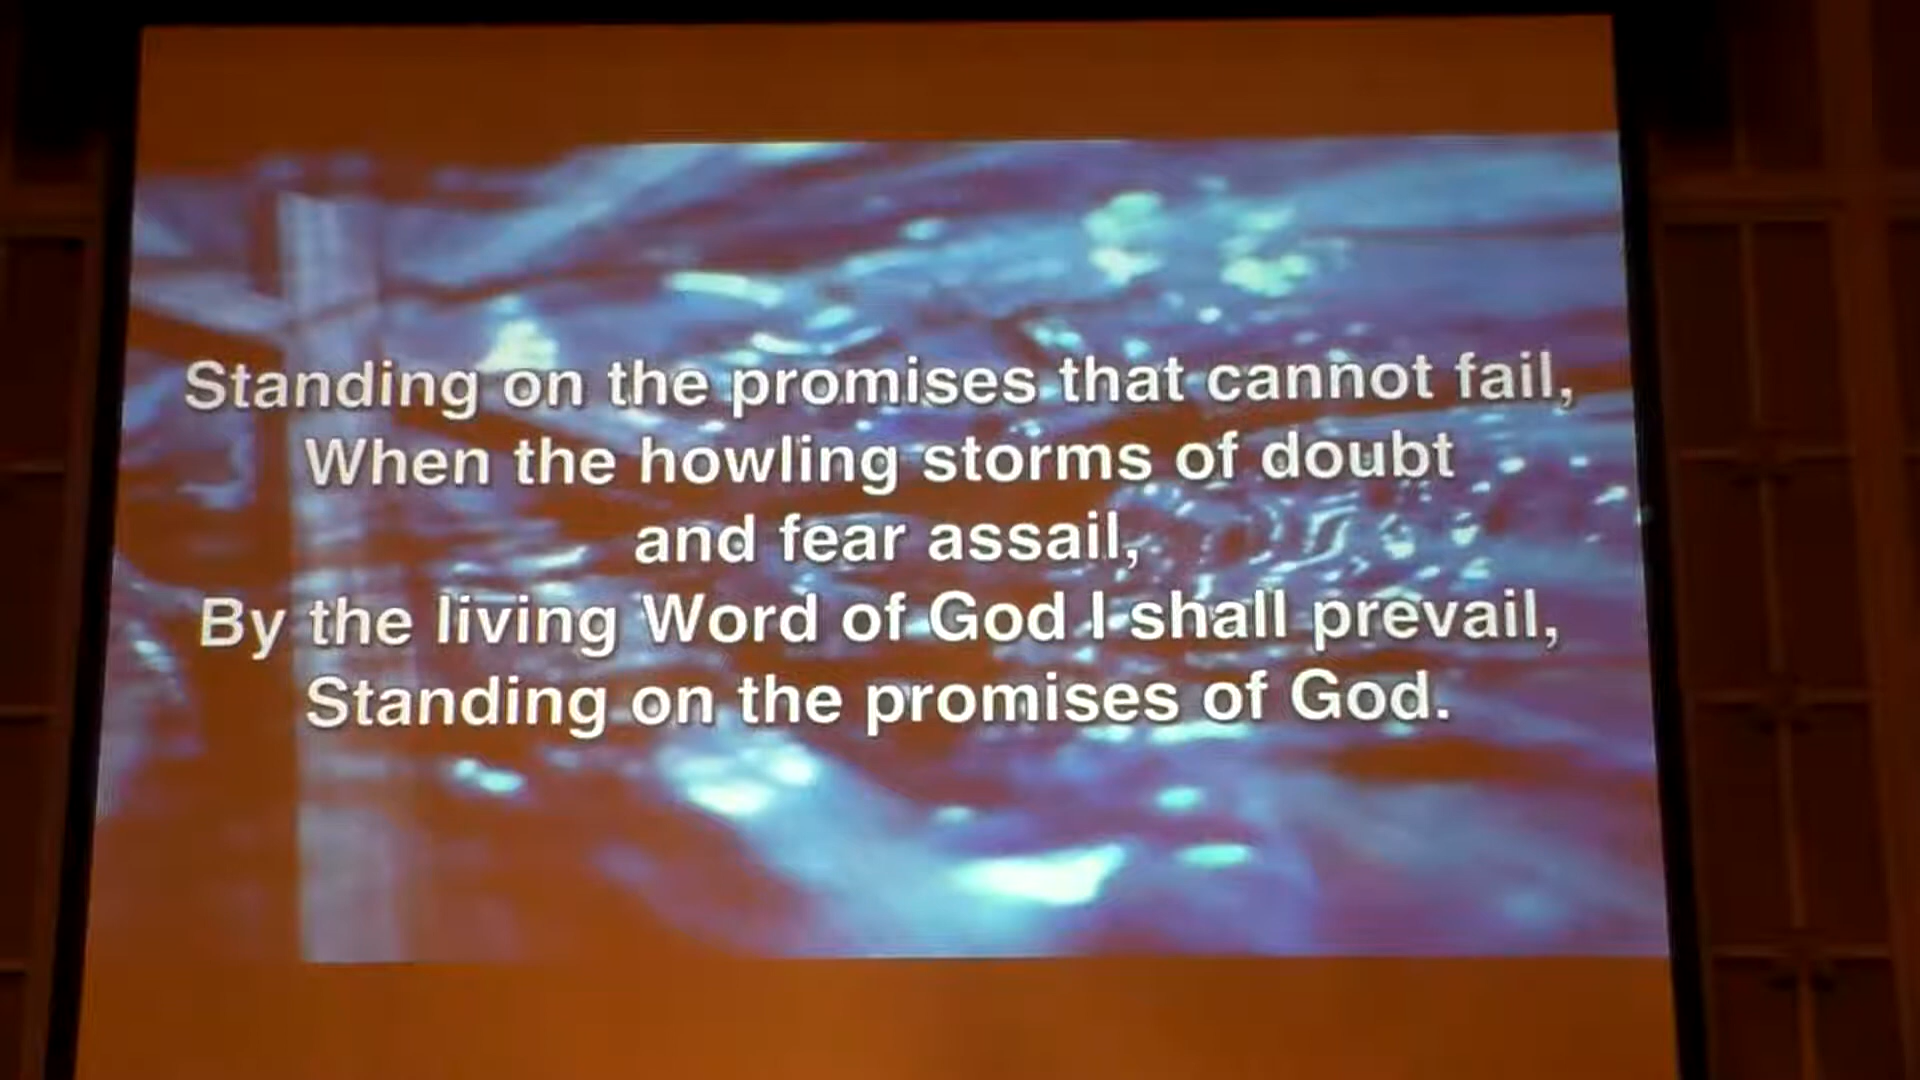 Standing on the promises that cannot fail,
When the howling storms of doubt
and fear assail,
By the living Word of God I shall prevail,
Standing on the promises of God.